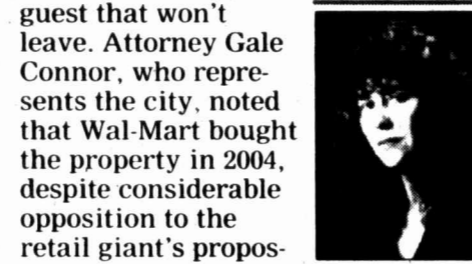 guest that won't
leave. Attorney Gale
Connor, who repre-
sents the city, noted
that Wal-Mart bought
the property in 2004,
despite considerable
opposition to the
retail giant's propos-